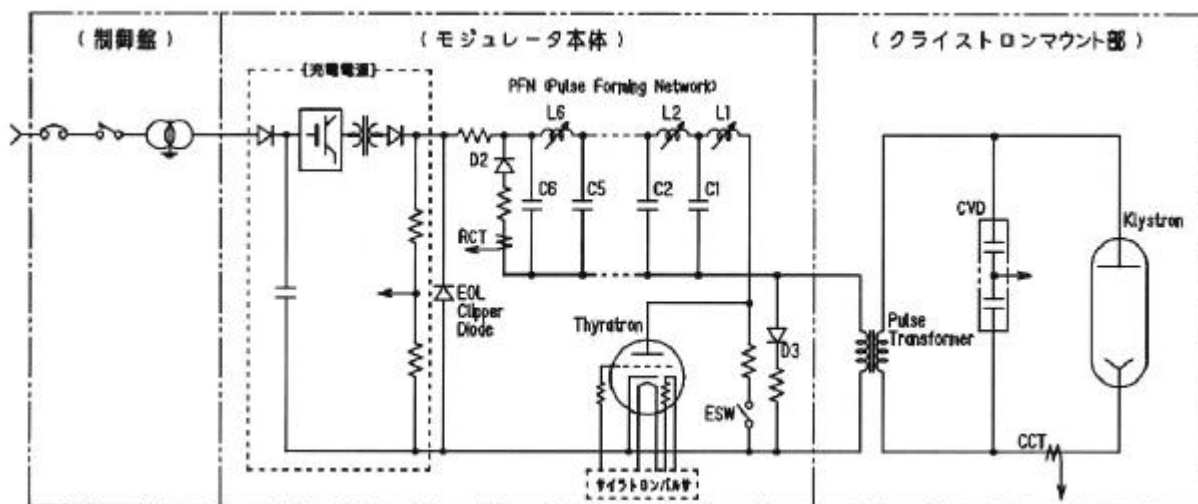 (制御盤)
(モジュレータ本体)
(クライストロンマウント部)
(充電電源)
PFN (Pulse Forming Network)
L6
L2
L1
D2
C6
C5
C2
C1
RCT
CVD
Klystron
EOL
Clipper
Diode
Thyratron
D3
Pulse
Transformer
ESW
CCT
サイラトロンパルサ